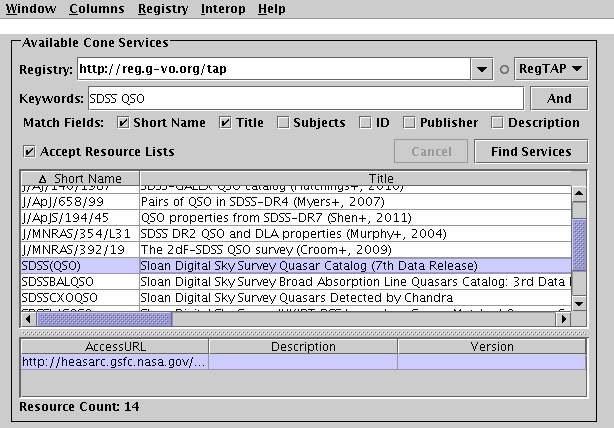 Window Columns Registry Interop Help
Available Cone Services
Registry: http://reg.g-vo.org/tap RegTAP
Keywords: SDSS QSO And
Match Fields: Short Name Title Subjects ID Publisher Description
Accept Resource Lists Cancel Find Services
Short Name Title
J/AJ/140/1987 SDSS-GALEX QSO catalog (Hutchings+, 2010)
J/ApJ/658/99 Pairs of QSO in SDSS-DR4 (Myers+, 2007)
J/ApJS/194/45 QSO properties from SDSS-DR7 (Shen+, 2011)
J/MNRAS/354/L31 SDSS DR2 QSO and DLA properties (Murphy+, 2004)
J/MNRAS/392/19 The 2dF-SDSS QSO survey (Croom+, 2009)
SDSS(QSO) Sloan Digital Sky Survey Quasar Catalog (7th Data Release)
SDSSBALQSO Sloan Digital Sky Survey Broad Absorption Line Quasars Catalog: 3rd Data
SDSSCXOQSO Sloan Digital Sky Survey Quasars Detected by Chandra
AccessURL Description Version
http://heasarc.gsfc.nasa.gov/...
Resource Count: 14